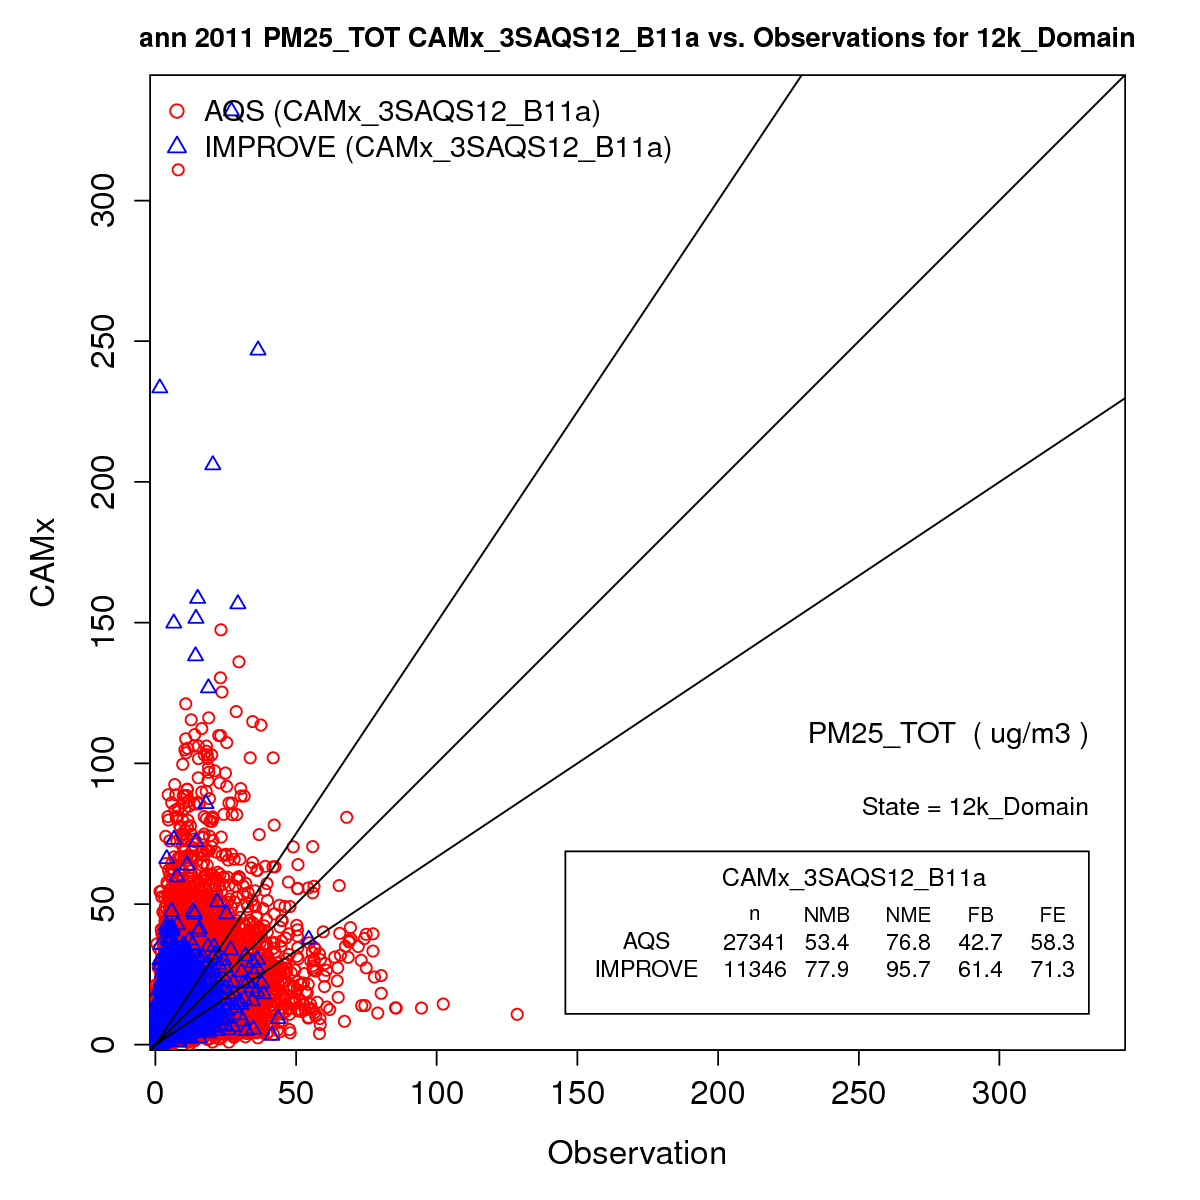 ann 2011 PM25_TOT CAMx_3SAQS12_B11a vs. Observations for 12k_Domain
AQS (CAMx_3SAQS12_B11a)
IMPROVE (CAMx_3SAQS12_B11a)
300
250
200
150
100
50
0
CAMx
PM25_TOT ( ug/m3 )
State = 12k_Domain
CAMx_3SAQS12_B11a
n NMB NME FB FE
AQS 27341 53.4 76.8 42.7 58.3
IMPROVE 11346 77.9 95.7 61.4 71.3
0 50 100 150 200 250 300
Observation